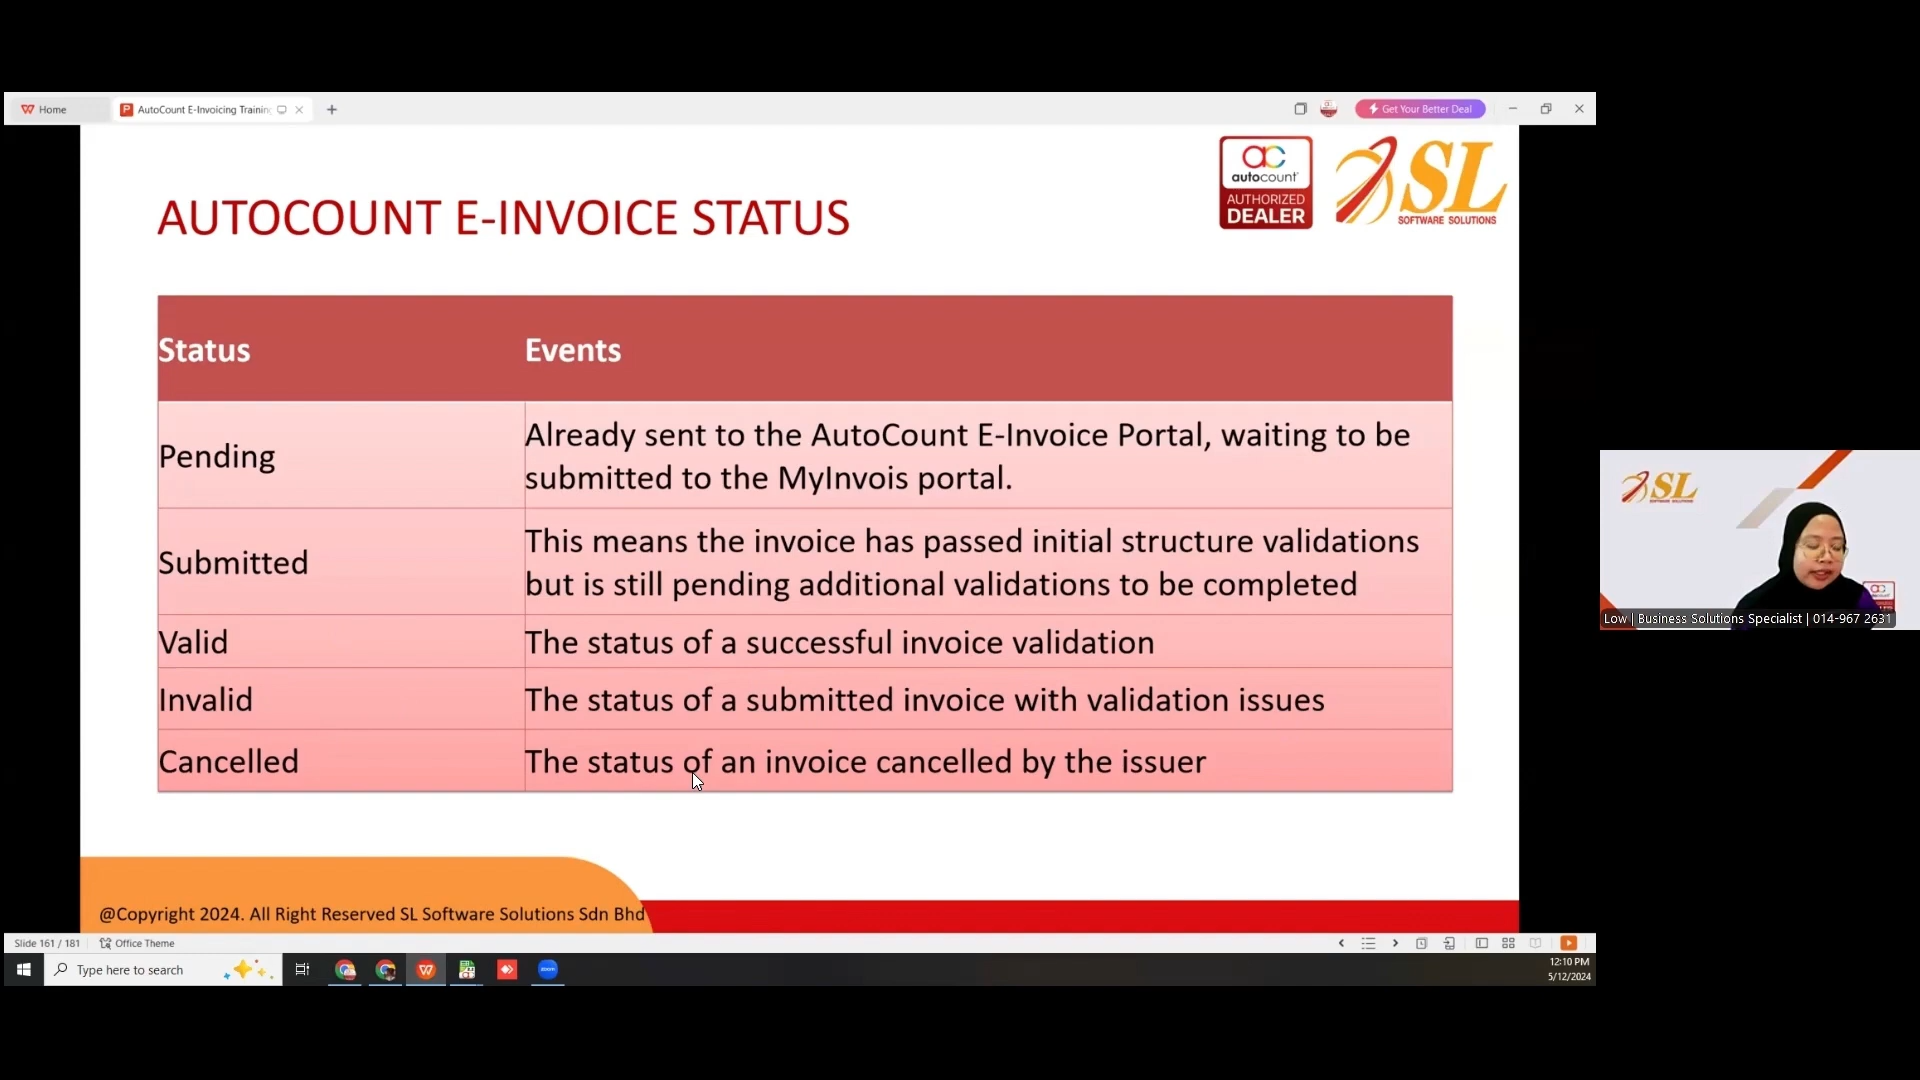 Home
AutoCount E-Invoicing Training
Get Your Better Deal
ac
autocount
AUTHORIZED
DEALER
SL
SOFTWARE SOLUTIONS
AUTOCOUNT E-INVOICE STATUS
Status
Events
Pending
Already sent to the AutoCount E-Invoice Portal, waiting to be
submitted to the MyInvois portal.
Submitted
This means the invoice has passed initial structure validations
but is still pending additional validations to be completed
Valid
The status of a successful invoice validation
Invalid
The status of a submitted invoice with validation issues
Cancelled
The status of an invoice cancelled by the issuer
@Copyright 2024. All Right Reserved SL Software Solutions Sdn Bhd
SL
Low | Business Solutions Specialist | 014-967 2631
Slide 161 / 181
Office Theme
Type here to search
12:10 PM
5/12/2024